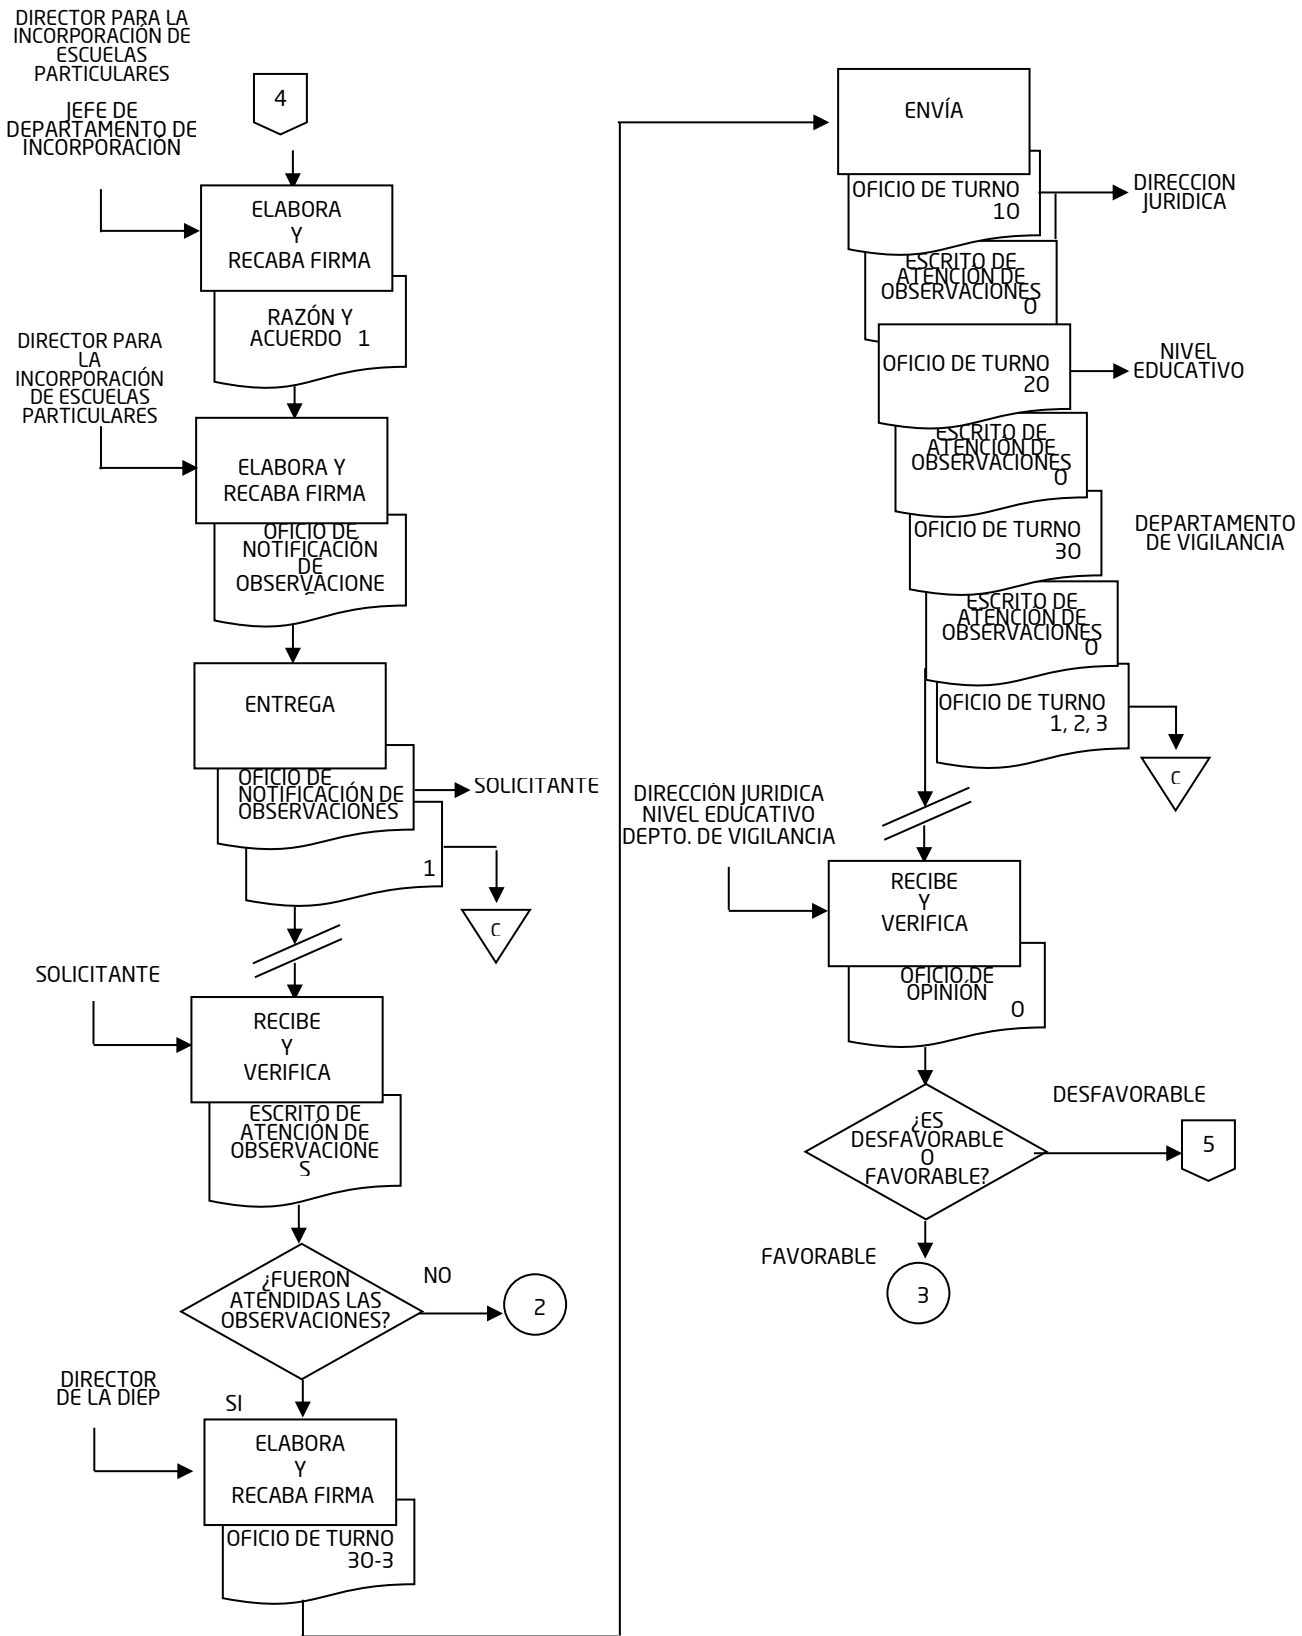 DIRECTOR PARA LA
INCORPORACIÓN DE
ESCUELAS
PARTICULARES
JEFE DE
DEPARTAMENTO DE
INCORPORACIÓN
4
ELABORA
Y
RECABA FIRMA
RAZÓN Y
ACUERDO 1
DIRECTOR PARA
LA
INCORPORACIÓN
DE ESCUELAS
PARTICULARES
ELABORA Y
RECABA FIRMA
OFICIO DE
NOTIFICACIÓN
DE
OBSERVACIONE
ENTREGA
OFICIO DE
NOTIFICACIÓN DE
OBSERVACIONES
SOLICITANTE
1
C
SOLICITANTE
RECIBE
Y
VERIFICA
ESCRITO DE
ATENCIÓN DE
OBSERVACIONE
S
¿FUERON
ATENDIDAS LAS
OBSERVACIONES?
NO
2
DIRECTOR
DE LA DIEP
SI
ELABORA
Y
RECABA FIRMA
OFICIO DE TURNO
30-3
ENVÍA
OFICIO DE TURNO
10
DIRECCION
JURIDICA
ESCRITO DE
ATENCIÓN DE
OBSERVACIONES
0
OFICIO DE TURNO
20
NIVEL
EDUCATIVO
ESCRITO DE
ATENCIÓN DE
OBSERVACIONES
0
OFICIO DE TURNO
30
DEPARTAMENTO
DE VIGILANCIA
ESCRITO DE
ATENCIÓN DE
OBSERVACIONES
0
OFICIO DE TURNO
1, 2, 3
C
DIRECCIÓN JURIDICA
NIVEL EDUCATIVO
DEPTO. DE VIGILANCIA
RECIBE
Y
VERIFICA
OFICIO DE
OPINIÓN
0
¿ES
DESFAVORABLE
O
FAVORABLE?
DESFAVORABLE
5
FAVORABLE
3